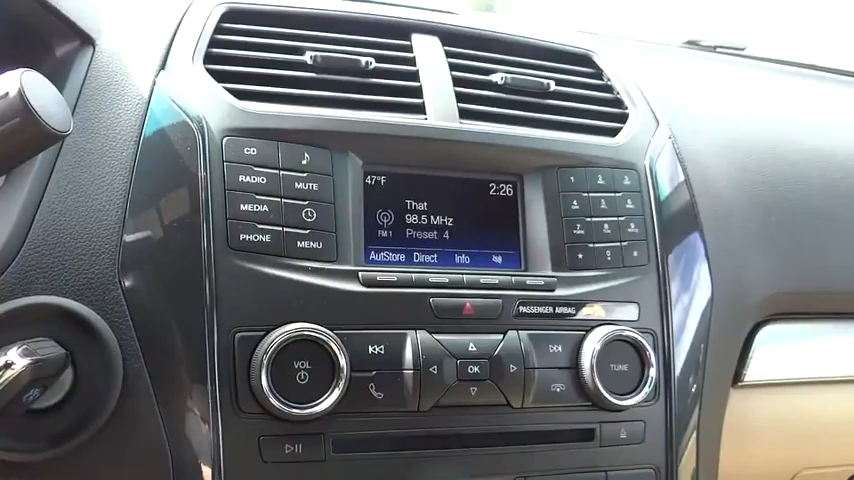 CD
RADIO MUTE
MEDIA
PHONE MENU
47°F 2:26
That
98.5 MHz
FM 1 Preset 4
AutStore Direct Info
1 2 3
4 5 6
7 8 9
* 0 #
PASSENGER AIRBAG
VOL
OK
TUNE